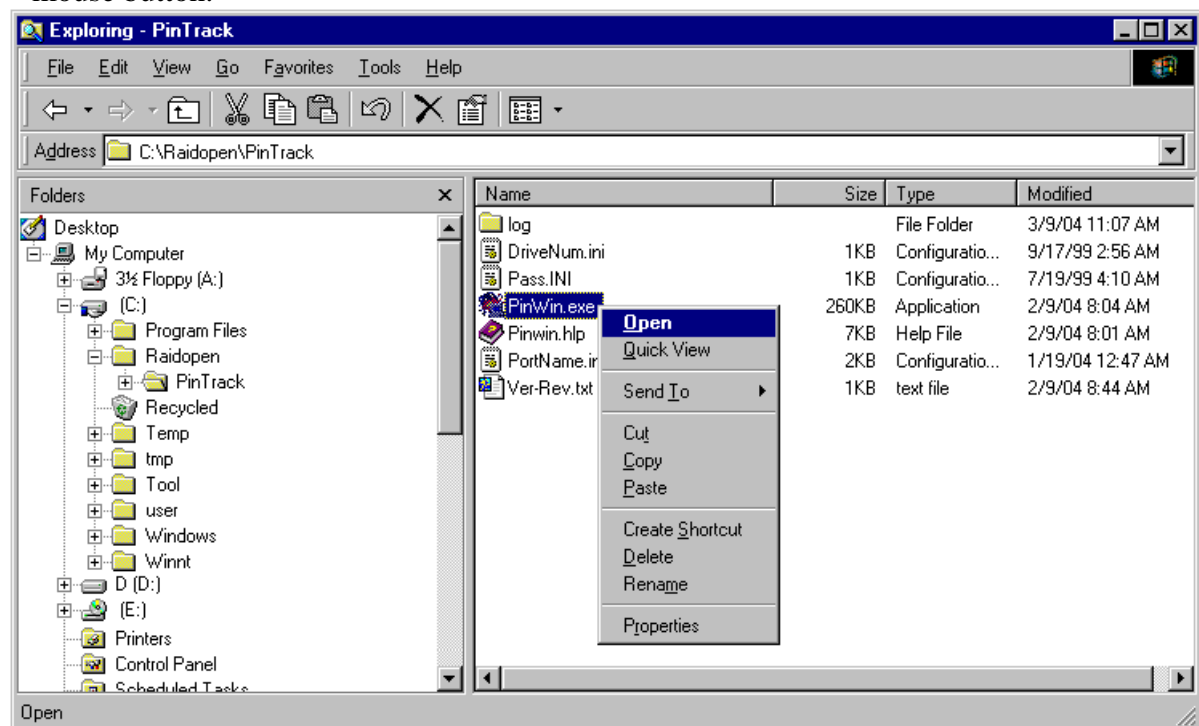 mouse button.
Exploring - PinTrack
File Edit View Go Favorites Tools Help
Address C:\Raidopen\PinTrack
Folders x
Name Size Type Modified
Desktop
My Computer
3½ Floppy (A:)
(C:)
Program Files
Raidopen
PinTrack
Recycled
Temp
tmp
Tool
user
Windows
Winnt
D (D:)
(E:)
Printers
Control Panel
Scheduled Tasks
log File Folder 3/9/04 11:07 AM
DriveNum.ini 1KB Configuratio... 9/17/99 2:56 AM
Pass.INI 1KB Configuratio... 7/19/99 4:10 AM
PinWin.exe 260KB Application 2/9/04 8:04 AM
Pinwin.hlp 7KB Help File 2/9/04 8:01 AM
PortName.in 2KB Configuratio... 1/19/04 12:47 AM
Ver-Rev.txt 1KB text file 2/9/04 8:44 AM
Open
Quick View
Send To
Cut
Copy
Paste
Create Shortcut
Delete
Rename
Properties
Open